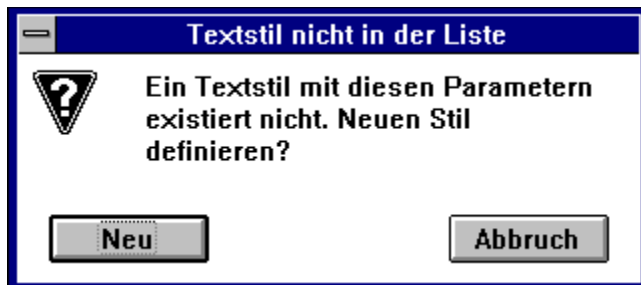 Textstil nicht in der Liste
Ein Textstil mit diesen Parametern
existiert nicht. Neuen Stil
definieren?
Neu
Abbruch